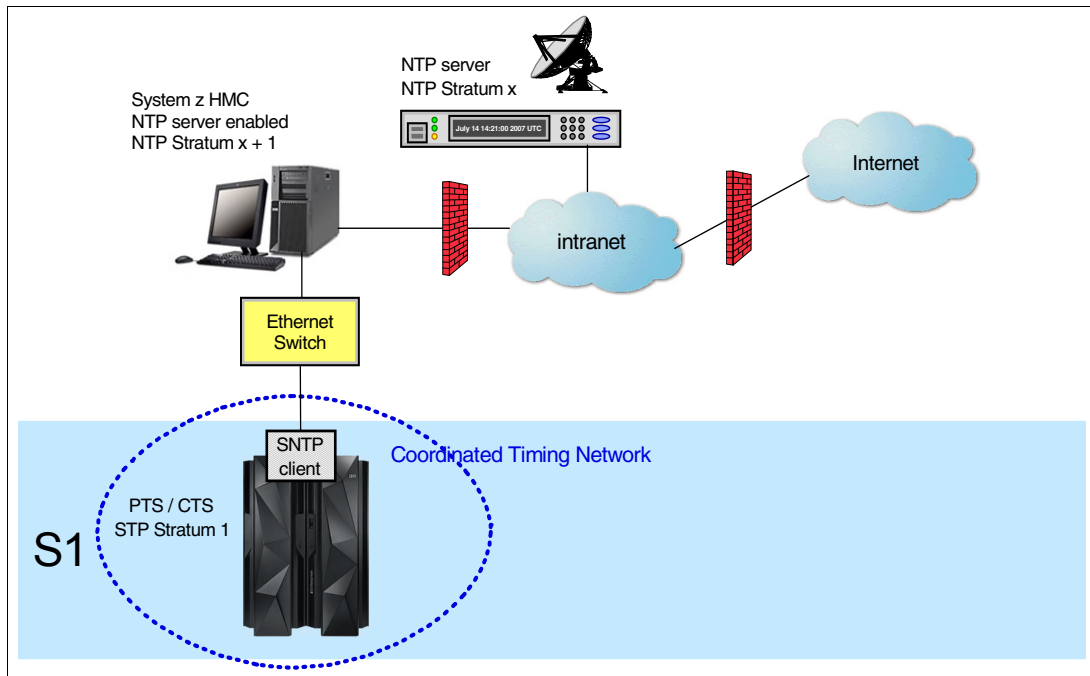 NTP server
NTP Stratum x
System z HMC
NTP server enabled
NTP Stratum x + 1
July 14 14:21:00 2007 UTC
Internet
intranet
Ethernet
Switch
SNTP
client
Coordinated Timing Network
PTS / CTS
STP Stratum 1
S1